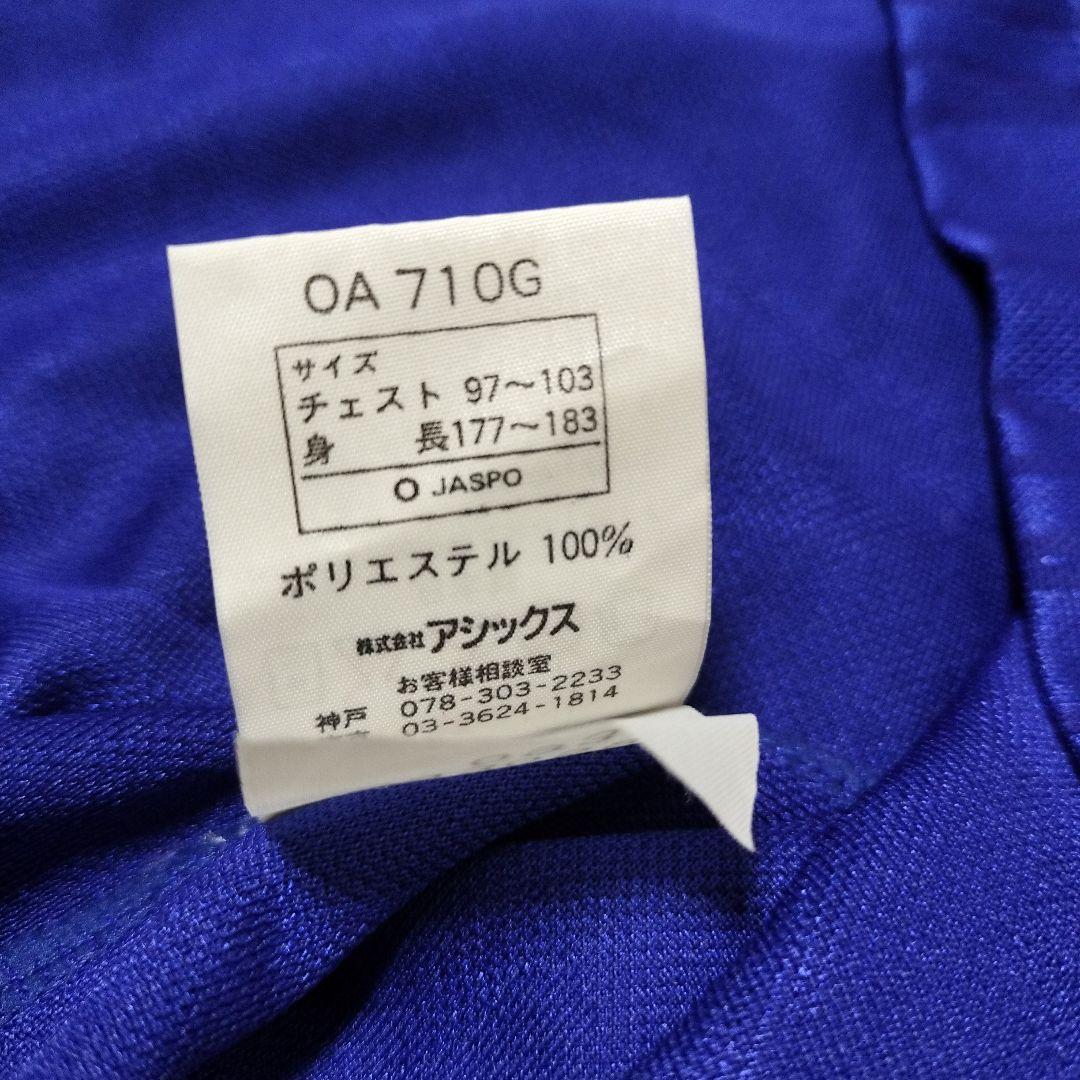 OA 710G
サイズ
チェスト 97〜103
身 長177〜183
O JASPO
ポリエステル 100%
株式会社アシックス
お客様相談室
神戸 078-303-2233
03-3624-1814